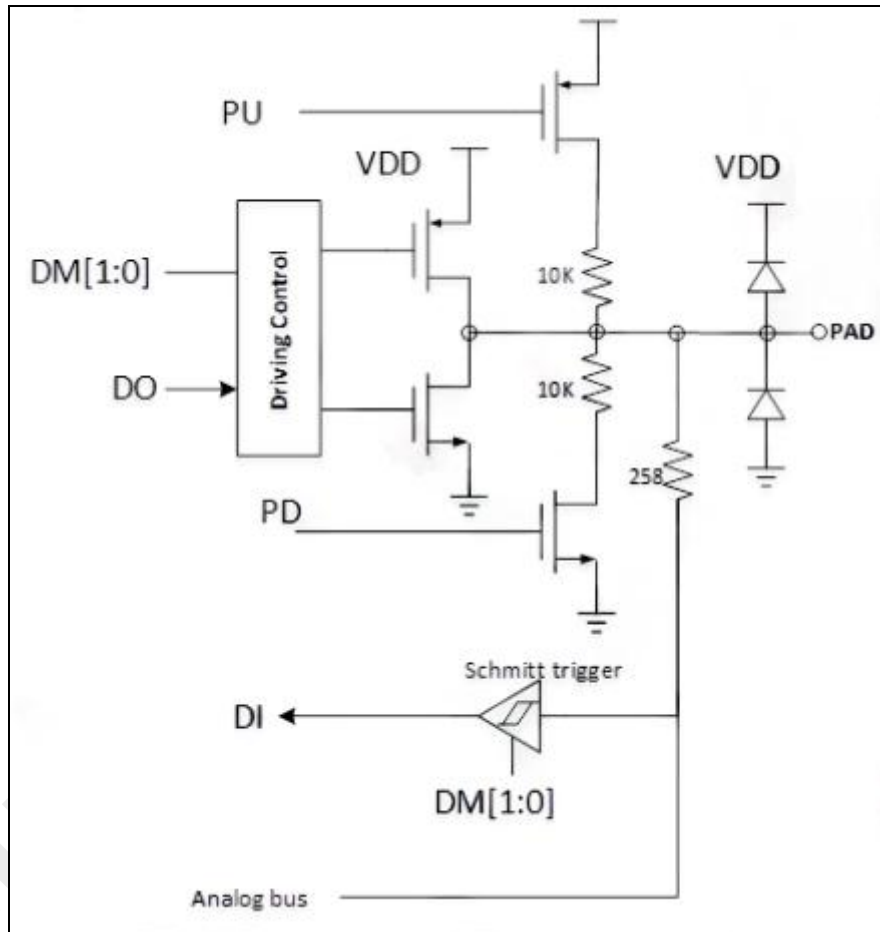 PU
VDD
VDD
DM[1:0]
Driving Control
10K
PAD
DO
10K
258
PD
Schmitt trigger
DI
DM[1:0]
Analog bus